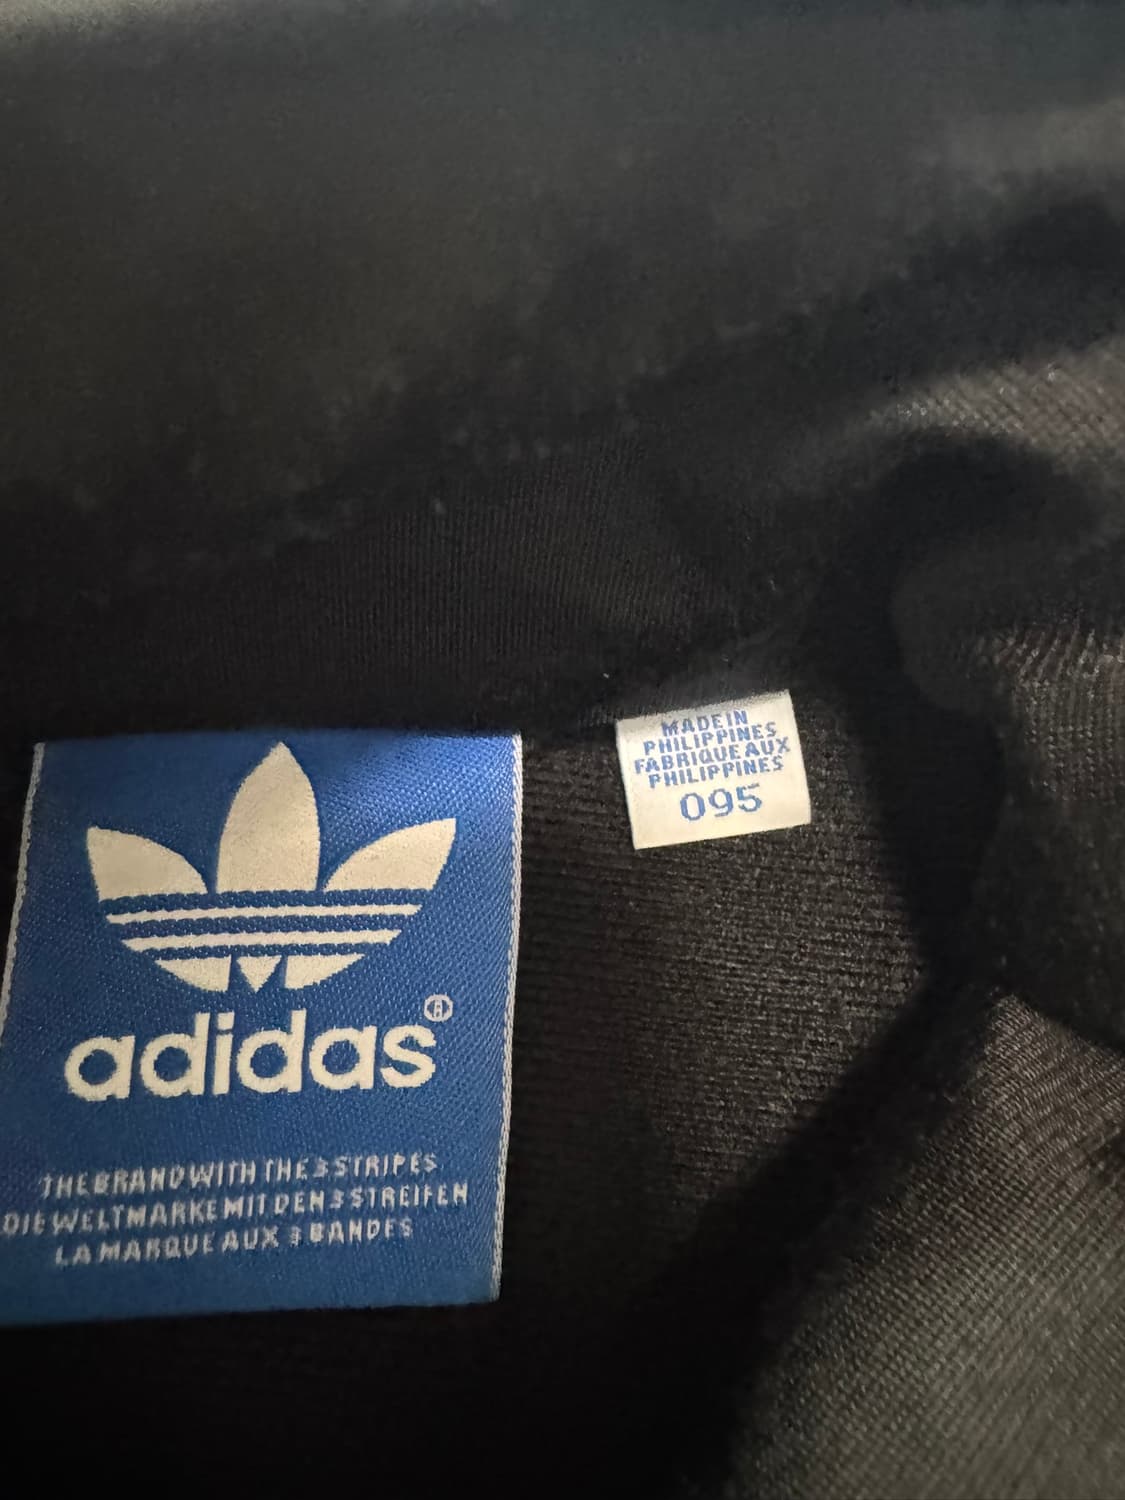 adidas®
THE BRAND WITH THE 3 STRIPES
DIE WELTMARKE MIT DEN 3 STREIFEN
LA MARQUE AUX 3 BANDES
MADE IN
PHILIPPINES
FABRIQUE AUX
PHILIPPINES
095